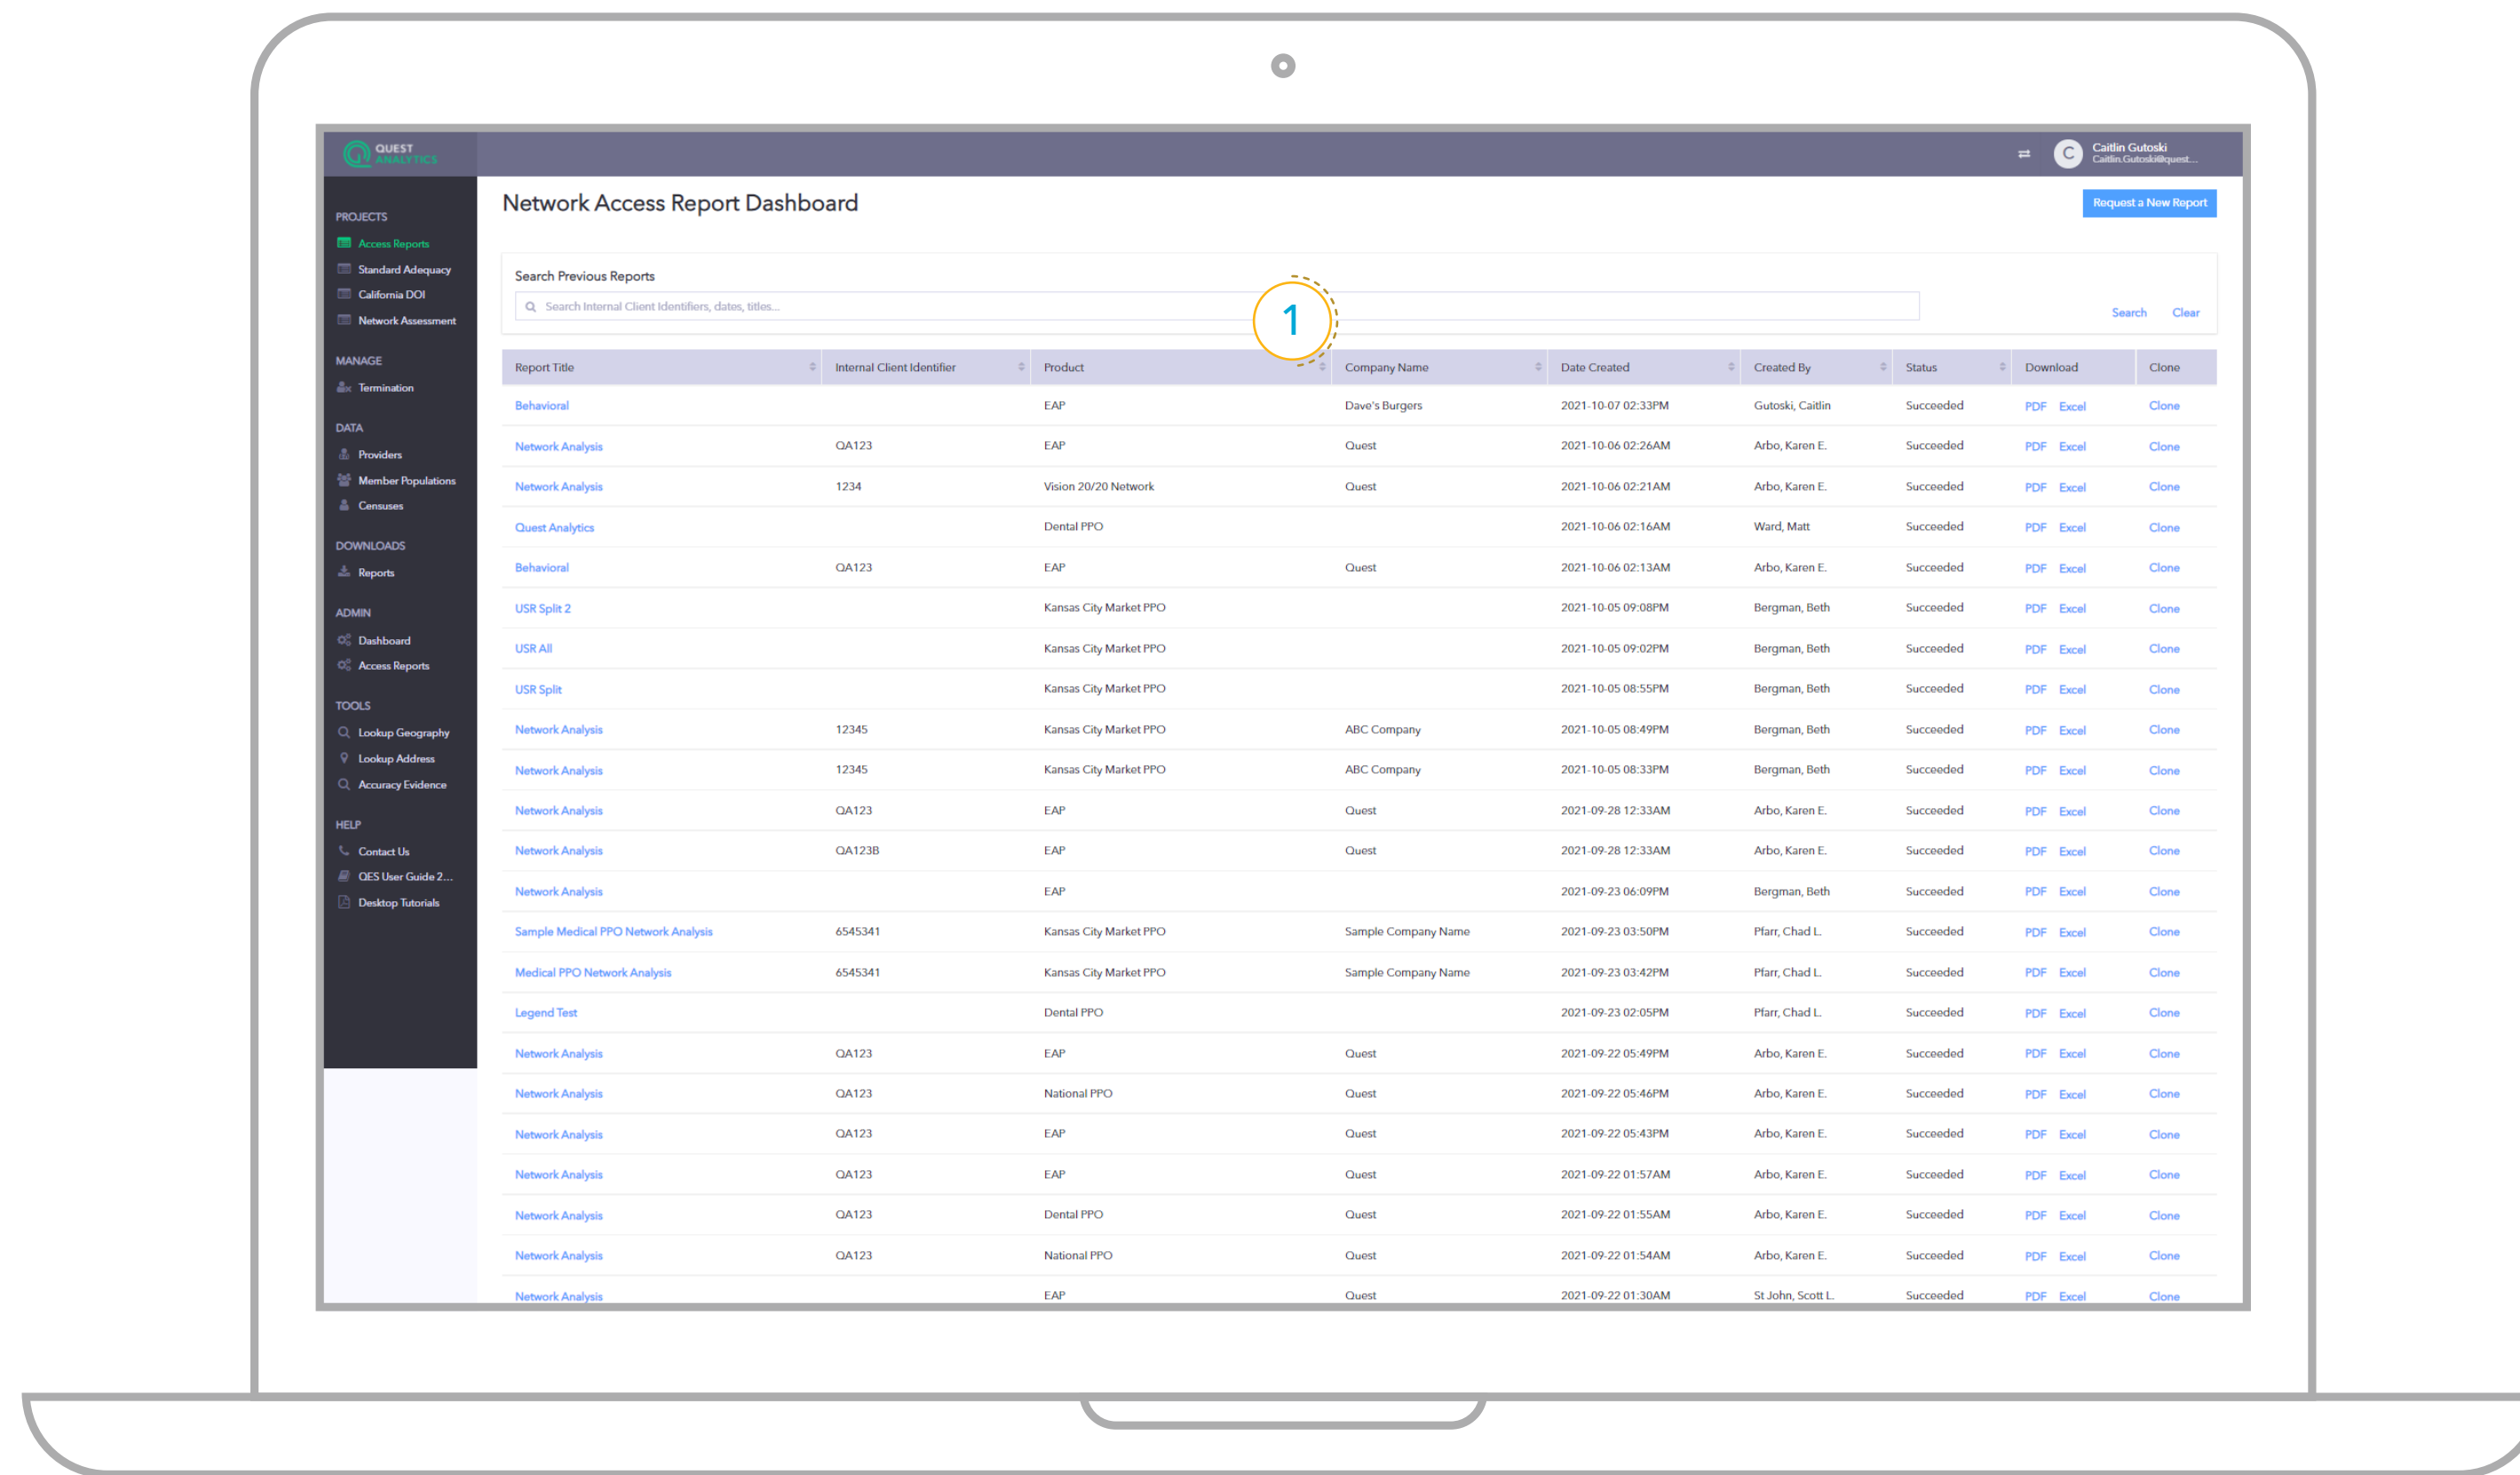 QUEST
ANALYTICS
Caitlin Gutoski
Caitlin.Gutoski@quest...
C
PROJECTS
Access Reports
Standard Adequacy
California DOI
Network Assessment
MANAGE
Termination
DATA
Providers
Member Populations
Censuses
DOWNLOADS
Reports
ADMIN
Dashboard
Access Reports
TOOLS
Lookup Geography
Lookup Address
Accuracy Evidence
HELP
Contact Us
QES User Guide 2...
Desktop Tutorials
Network Access Report Dashboard
Request a New Report
Search Previous Reports
Search Internal Client Identifiers, dates, titles...
1
Search Clear
Report Title Internal Client Identifier Product Company Name Date Created Created By Status Download Clone
Behavioral EAP Dave's Burgers 2021-10-07 02:33PM Gutoski, Caitlin Succeeded PDF Excel Clone
Network Analysis QA123 EAP Quest 2021-10-06 02:26AM Arbo, Karen E. Succeeded PDF Excel Clone
Network Analysis 1234 Vision 20/20 Network Quest 2021-10-06 02:21AM Arbo, Karen E. Succeeded PDF Excel Clone
Quest Analytics Dental PPO 2021-10-06 02:16AM Ward, Matt Succeeded PDF Excel Clone
Behavioral QA123 EAP Quest 2021-10-06 02:13AM Arbo, Karen E. Succeeded PDF Excel Clone
USR Split 2 Kansas City Market PPO 2021-10-05 09:08PM Bergman, Beth Succeeded PDF Excel Clone
USR All Kansas City Market PPO 2021-10-05 09:02PM Bergman, Beth Succeeded PDF Excel Clone
USR Split Kansas City Market PPO 2021-10-05 08:55PM Bergman, Beth Succeeded PDF Excel Clone
Network Analysis 12345 Kansas City Market PPO ABC Company 2021-10-05 08:49PM Bergman, Beth Succeeded PDF Excel Clone
Network Analysis 12345 Kansas City Market PPO ABC Company 2021-10-05 08:33PM Bergman, Beth Succeeded PDF Excel Clone
Network Analysis QA123 EAP Quest 2021-09-28 12:33AM Arbo, Karen E. Succeeded PDF Excel Clone
Network Analysis QA123B EAP Quest 2021-09-28 12:33AM Arbo, Karen E. Succeeded PDF Excel Clone
Network Analysis EAP 2021-09-23 06:09PM Bergman, Beth Succeeded PDF Excel Clone
Sample Medical PPO Network Analysis 6545341 Kansas City Market PPO Sample Company Name 2021-09-23 03:50PM Pfarr, Chad L. Succeeded PDF Excel Clone
Medical PPO Network Analysis 6545341 Kansas City Market PPO Sample Company Name 2021-09-23 03:42PM Pfarr, Chad L. Succeeded PDF Excel Clone
Legend Test Dental PPO 2021-09-23 02:05PM Pfarr, Chad L. Succeeded PDF Excel Clone
Network Analysis QA123 EAP Quest 2021-09-22 05:49PM Arbo, Karen E. Succeeded PDF Excel Clone
Network Analysis QA123 National PPO Quest 2021-09-22 05:46PM Arbo, Karen E. Succeeded PDF Excel Clone
Network Analysis QA123 EAP Quest 2021-09-22 05:43PM Arbo, Karen E. Succeeded PDF Excel Clone
Network Analysis QA123 EAP Quest 2021-09-22 01:57AM Arbo, Karen E. Succeeded PDF Excel Clone
Network Analysis QA123 Dental PPO Quest 2021-09-22 01:55AM Arbo, Karen E. Succeeded PDF Excel Clone
Network Analysis QA123 National PPO Quest 2021-09-22 01:54AM Arbo, Karen E. Succeeded PDF Excel Clone
Network Analysis EAP Quest 2021-09-22 01:30AM St John, Scott L. Succeeded PDF Excel Clone